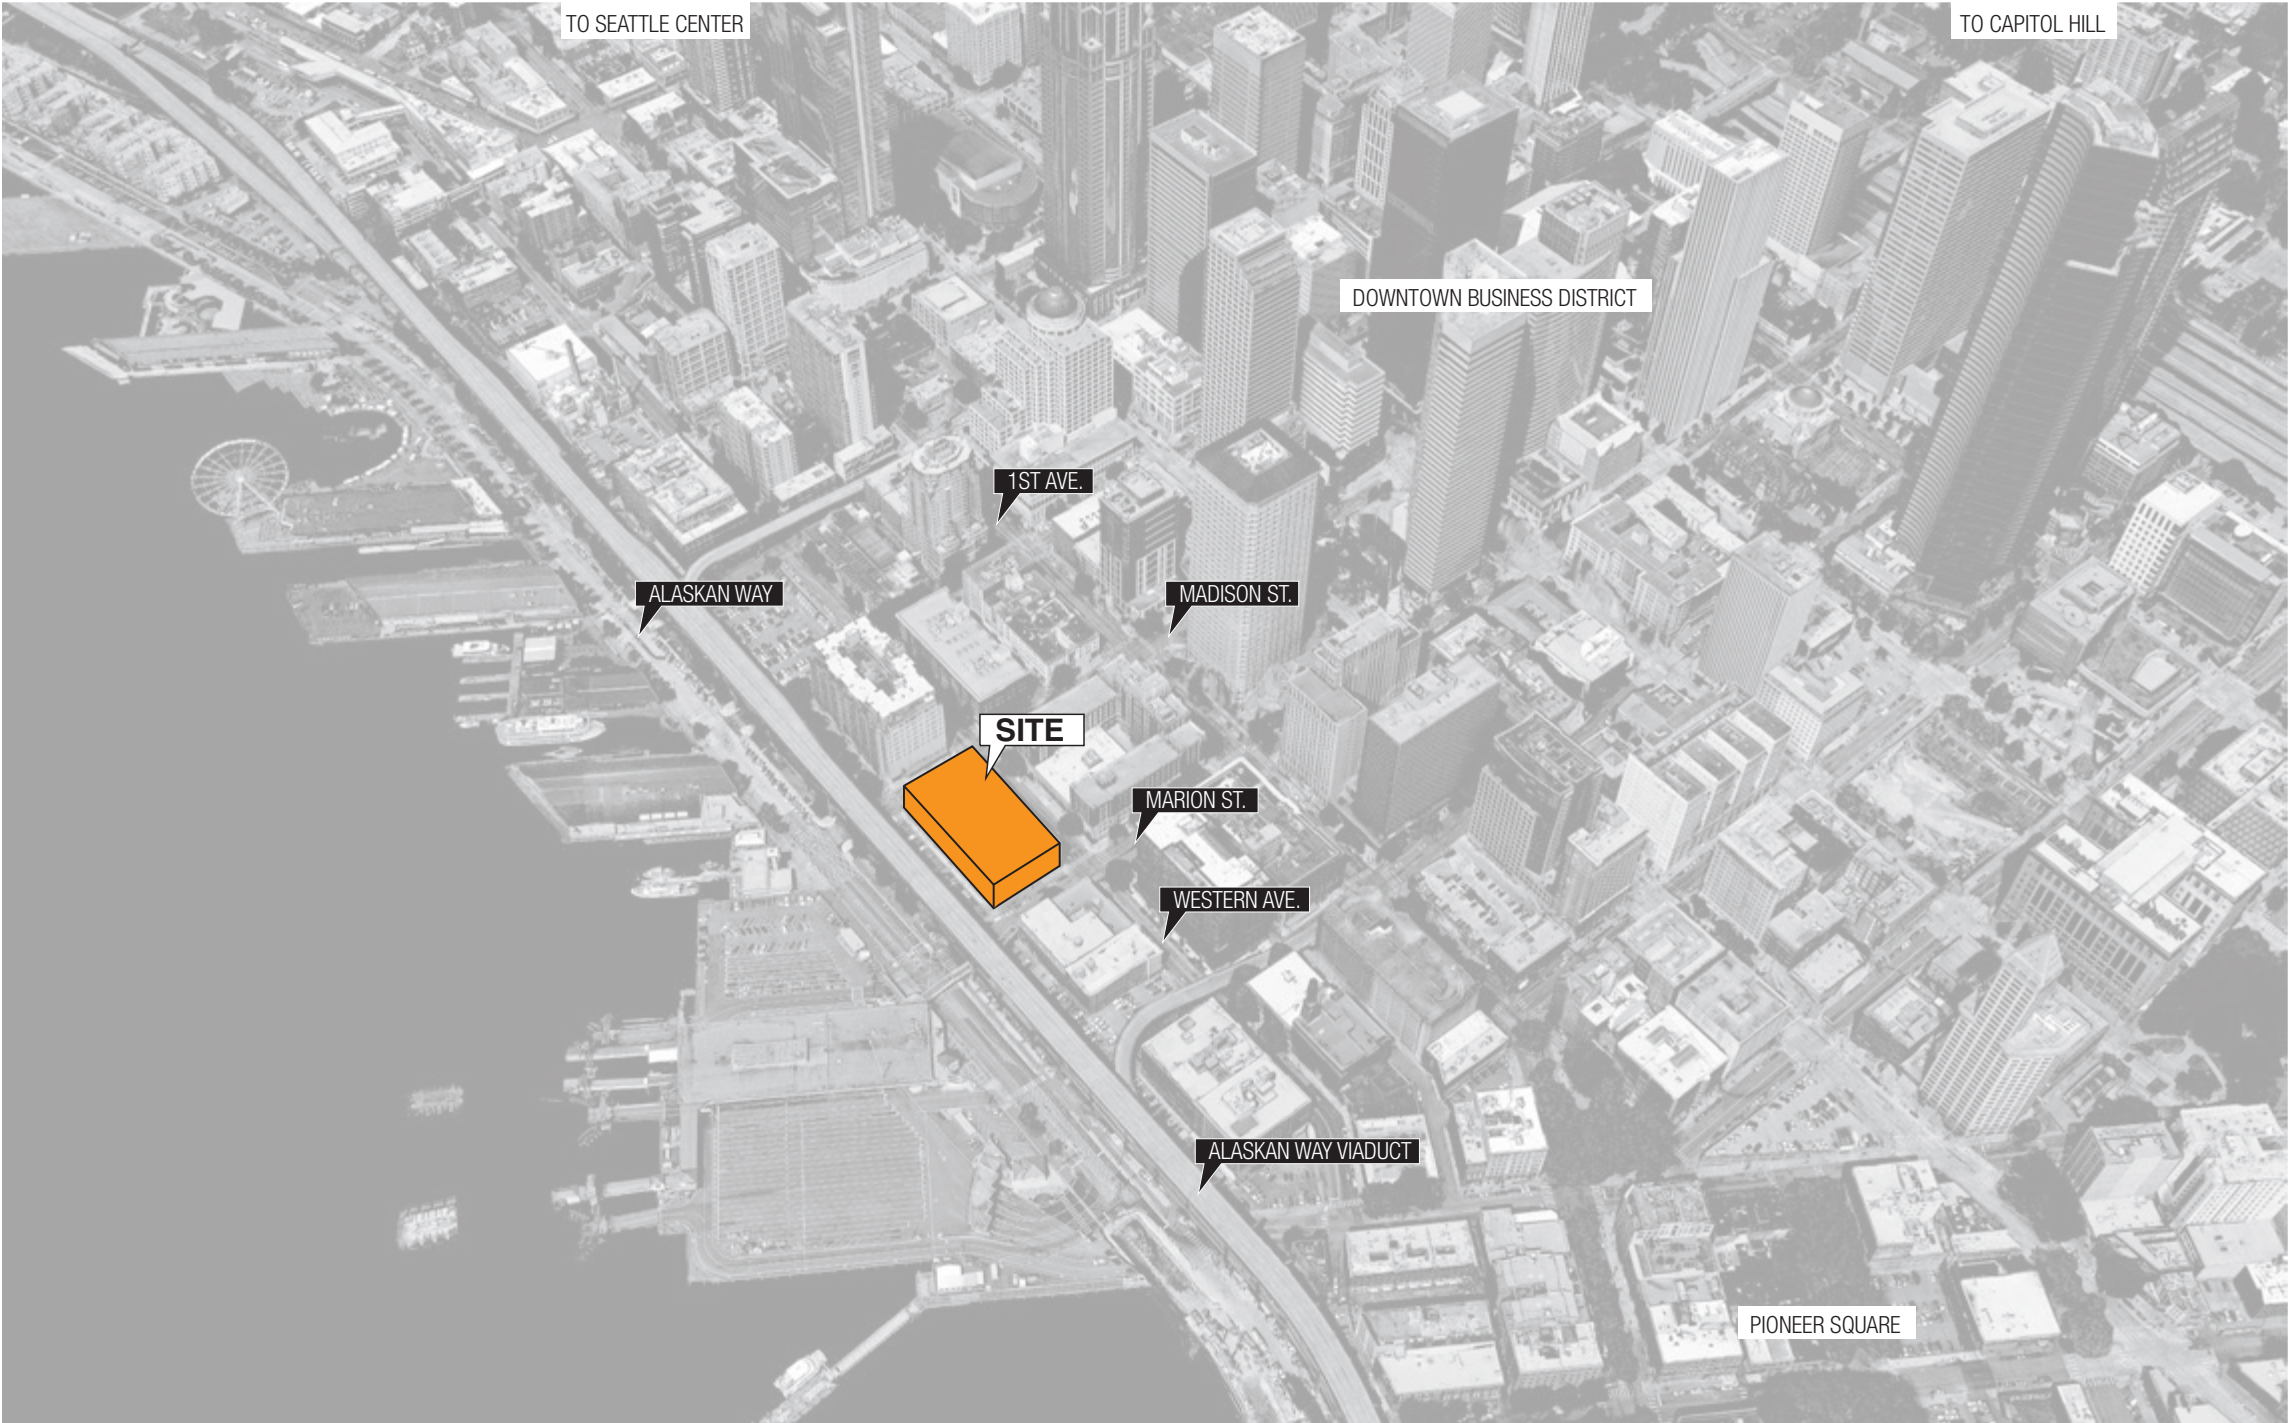 TO SEATTLE CENTER
TO CAPITOL HILL
DOWNTOWN BUSINESS DISTRICT
1ST AVE.
ALASKAN WAY
MADISON ST.
SITE
MARION ST.
WESTERN AVE.
ALASKAN WAY VIADUCT
PIONEER SQUARE